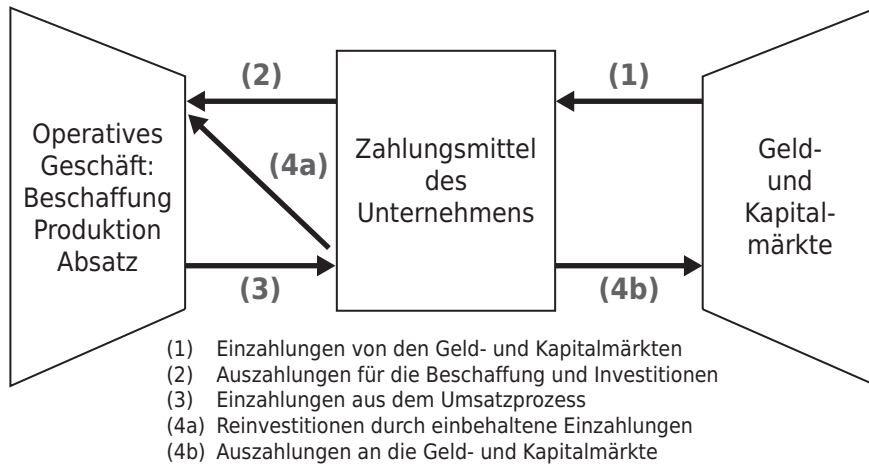 (2)
(1)
Operatives
Geschäft:
Beschaffung
Produktion
Absatz
(4a)
Zahlungsmittel
des
Unternehmens
Geld-
und
Kapital-
märkte
(3)
(4b)
(1) Einzahlungen von den Geld- und Kapitalmärkten
(2) Auszahlungen für die Beschaffung und Investitionen
(3) Einzahlungen aus dem Umsatzprozess
(4a) Reinvestitionen durch einbehaltene Einzahlungen
(4b) Auszahlungen an die Geld- und Kapitalmärkte